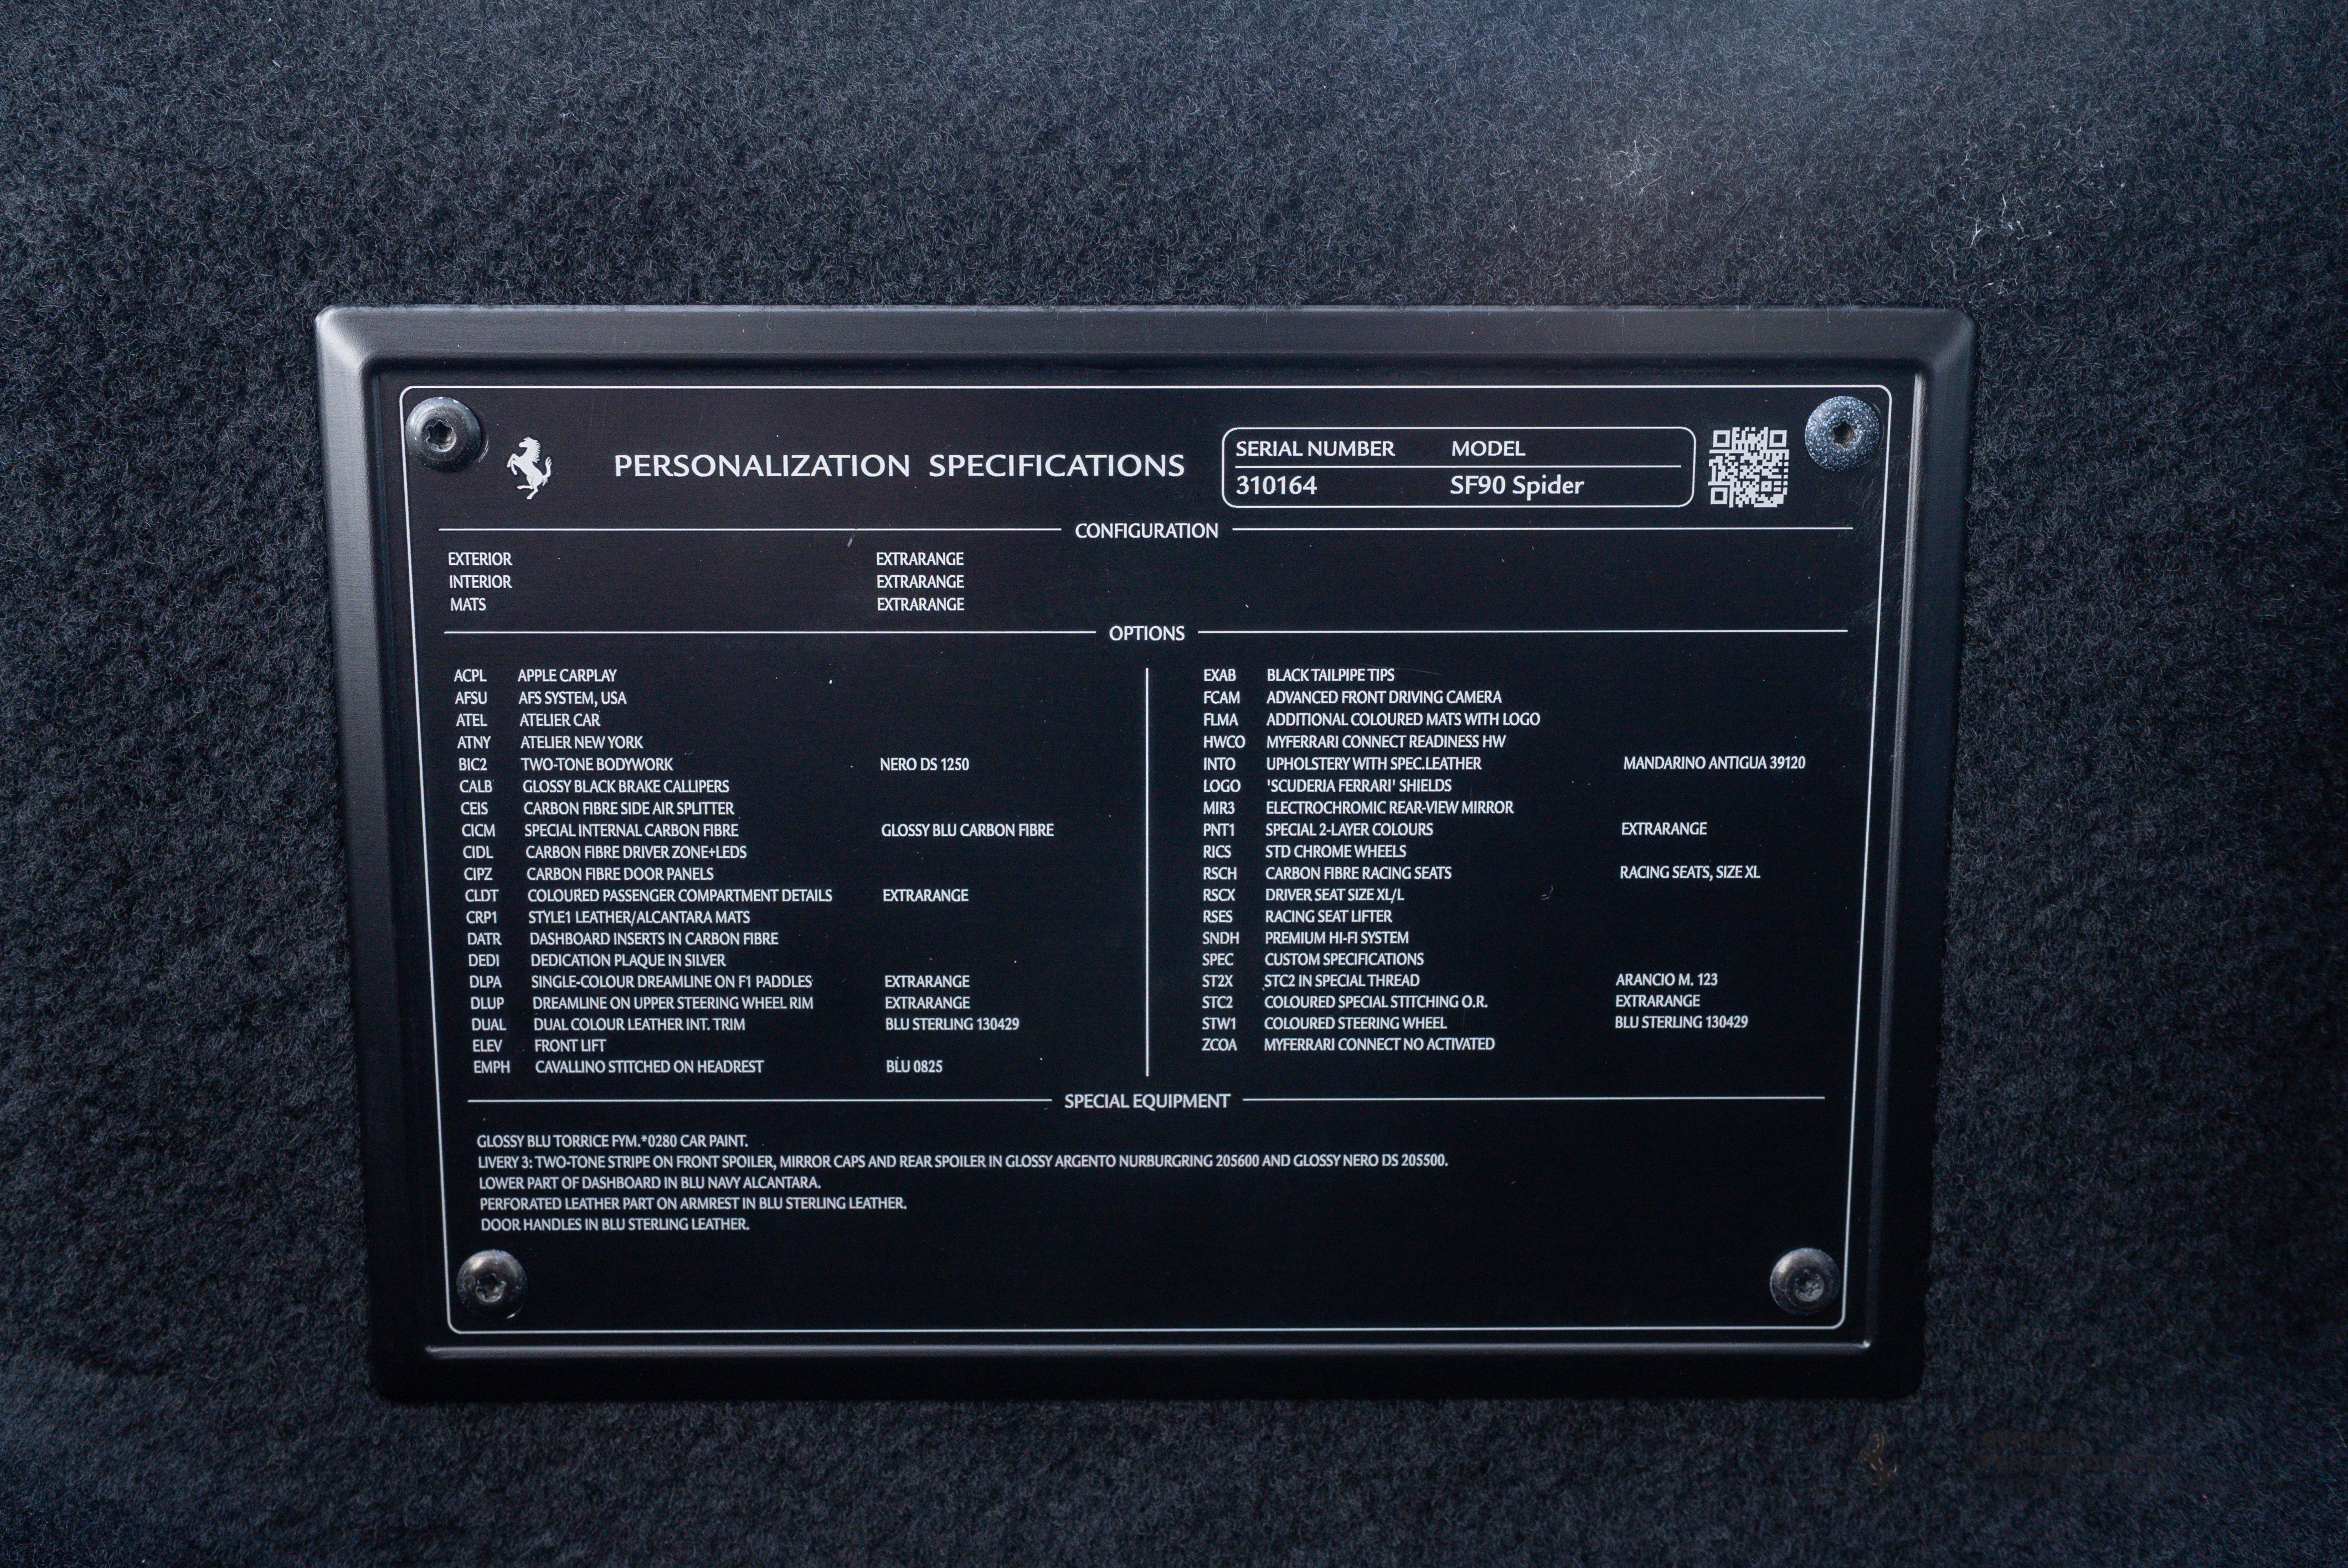 PERSONALIZATION SPECIFICATIONS
SERIAL NUMBER MODEL
310164 SF90 Spider
CONFIGURATION
EXTERIOR EXTRARANGE
INTERIOR EXTRARANGE
MATS EXTRARANGE
OPTIONS
ACPL APPLE CARPLAY
AFSU AFS SYSTEM, USA
ATEL ATELIER CAR
ATNY ATELIER NEW YORK
BIC2 TWO-TONE BODYWORK NERO DS 1250
CALB GLOSSY BLACK BRAKE CALLIPERS
CEIS CARBON FIBRE SIDE AIR SPLITTER
CICM SPECIAL INTERNAL CARBON FIBRE GLOSSY BLU CARBON FIBRE
CIDL CARBON FIBRE DRIVER ZONE+LEDS
CIPZ CARBON FIBRE DOOR PANELS
CLDT COLOURED PASSENGER COMPARTMENT DETAILS EXTRARANGE
CRP1 STYLE1 LEATHER/ALCANTARA MATS
DATR DASHBOARD INSERTS IN CARBON FIBRE
DEDI DEDICATION PLAQUE IN SILVER
DLPA SINGLE-COLOUR DREAMLINE ON F1 PADDLES EXTRARANGE
DLUP DREAMLINE ON UPPER STEERING WHEEL RIM EXTRARANGE
DUAL DUAL COLOUR LEATHER INT. TRIM BLU STERLING 130429
ELEV FRONT LIFT
EMPH CAVALLINO STITCHED ON HEADREST BLU 0825
EXAB BLACK TAILPIPE TIPS
FCAM ADVANCED FRONT DRIVING CAMERA
FLMA ADDITIONAL COLOURED MATS WITH LOGO
HWCO MYFERRARI CONNECT READINESS HW
INTO UPHOLSTERY WITH SPEC.LEATHER MANDARINO ANTIGUA 39120
LOGO 'SCUDERIA FERRARI' SHIELDS
MIR3 ELECTROCHROMIC REAR-VIEW MIRROR
PNT1 SPECIAL 2-LAYER COLOURS EXTRARANGE
RICS STD CHROME WHEELS
RSCH CARBON FIBRE RACING SEATS RACING SEATS, SIZE XL
RSCX DRIVER SEAT SIZE XL/L
RSES RACING SEAT LIFTER
SNDH PREMIUM HI-FI SYSTEM
SPEC CUSTOM SPECIFICATIONS
ST2X STC2 IN SPECIAL THREAD ARANCIO M. 123
STC2 COLOURED SPECIAL STITCHING O.R. EXTRARANGE
STW1 COLOURED STEERING WHEEL BLU STERLING 130429
ZCOA MYFERRARI CONNECT NO ACTIVATED
SPECIAL EQUIPMENT
GLOSSY BLU TORRICE FYM.*0280 CAR PAINT.
LIVERY 3: TWO-TONE STRIPE ON FRONT SPOILER, MIRROR CAPS AND REAR SPOILER IN GLOSSY ARGENTO NURBURGRING 205600 AND GLOSSY NERO DS 205500.
LOWER PART OF DASHBOARD IN BLU NAVY ALCANTARA.
PERFORATED LEATHER PART ON ARMREST IN BLU STERLING LEATHER.
DOOR HANDLES IN BLU STERLING LEATHER.